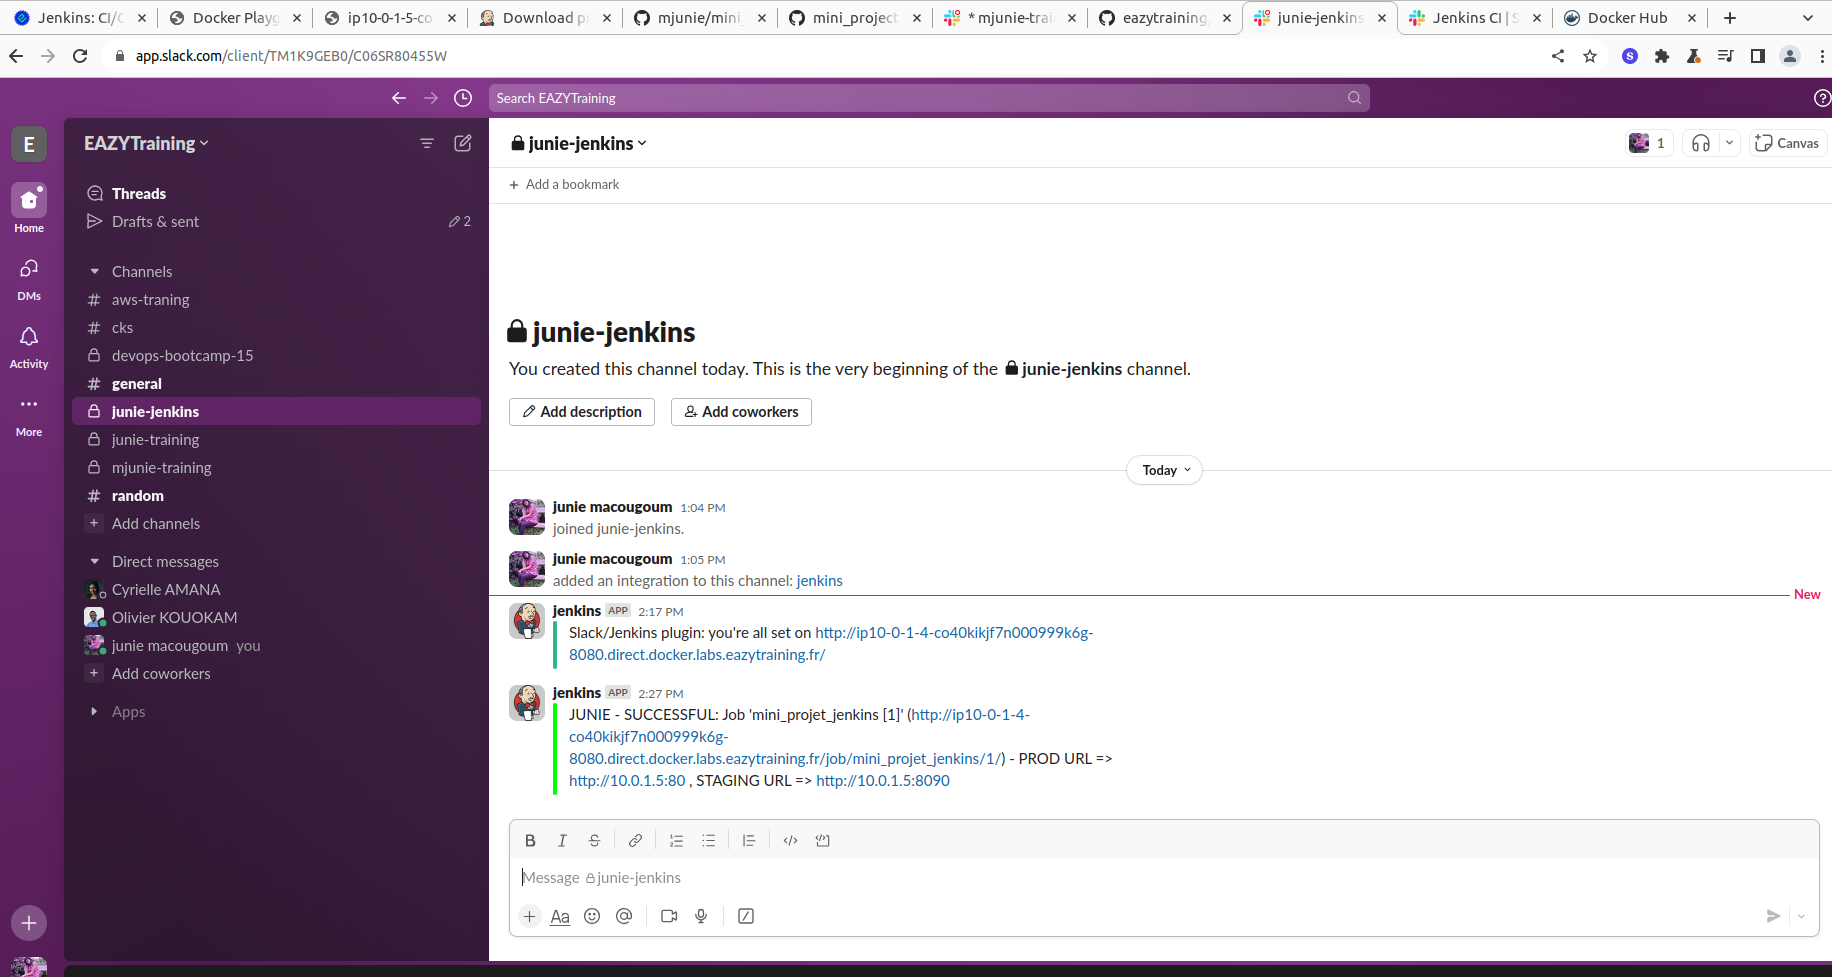 Jenkins: CI/C
Docker Playg
ip10-0-1-5-co
Download p
mjunie/mini_
mini_project
* mjunie-trai
eazytraining
junie-jenkins
Jenkins CI | S
Docker Hub
app.slack.com/client/TM1K9GEB0/C06SR80455W
Search EAZYTraining
E
Home
DMs
Activity
More
EAZYTraining
Threads
Drafts & sent 2
Channels
# aws-traning
# cks
devops-bootcamp-15
# general
junie-jenkins
junie-training
mjunie-training
# random
+ Add channels
Direct messages
Cyrielle AMANA
Olivier KOUOKAM
junie macougoum you
+ Add coworkers
Apps
junie-jenkins
1
Canvas
+ Add a bookmark
junie-jenkins
You created this channel today. This is the very beginning of the junie-jenkins channel.
Add description
Add coworkers
Today
junie macougoum 1:04 PM
joined junie-jenkins.
junie macougoum 1:05 PM
added an integration to this channel: jenkins
New
jenkins APP 2:17 PM
Slack/Jenkins plugin: you're all set on http://ip10-0-1-4-co40kikjf7n000999k6g-
8080.direct.docker.labs.eazytraining.fr/
jenkins APP 2:27 PM
JUNIE - SUCCESSFUL: Job 'mini_projet_jenkins [1]' (http://ip10-0-1-4-
co40kikjf7n000999k6g-
8080.direct.docker.labs.eazytraining.fr/job/mini_projet_jenkins/1/) - PROD URL =>
http://10.0.1.5:80 , STAGING URL => http://10.0.1.5:8090
B I S
Message junie-jenkins
+ Aa